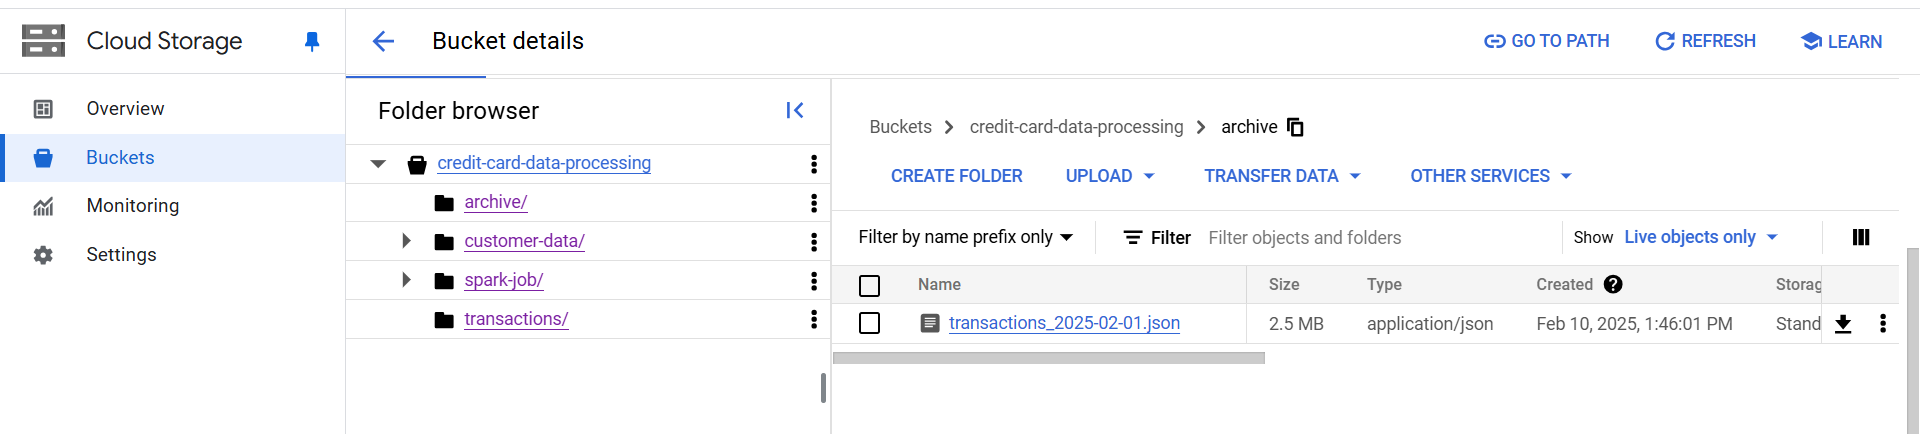 Cloud Storage
Bucket details
GO TO PATH
REFRESH
LEARN
Overview
Buckets
Monitoring
Settings
Folder browser
credit-card-data-processing
archive/
customer-data/
spark-job/
transactions/
Buckets > credit-card-data-processing > archive
CREATE FOLDER UPLOAD TRANSFER DATA OTHER SERVICES
Filter by name prefix only Filter Filter objects and folders Show Live objects only
Name Size Type Created Storag
transactions_2025-02-01.json 2.5 MB application/json Feb 10, 2025, 1:46:01 PM Stand